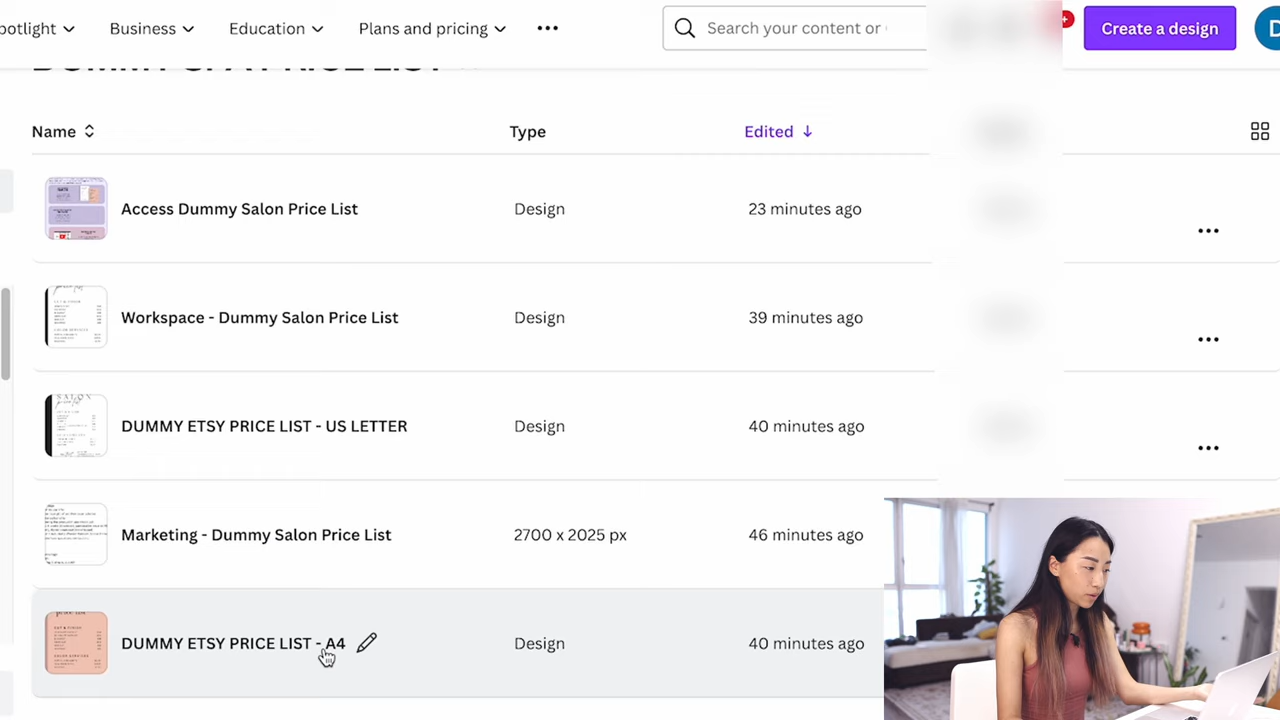 potlight Business Education Plans and pricing ••• Search your content or Create a design D
Name Type Edited ↓
Access Dummy Salon Price List Design 23 minutes ago •••
Workspace - Dummy Salon Price List Design 39 minutes ago •••
DUMMY ETSY PRICE LIST - US LETTER Design 40 minutes ago •••
Marketing - Dummy Salon Price List 2700 x 2025 px 46 minutes ago
DUMMY ETSY PRICE LIST - A4 Design 40 minutes ago